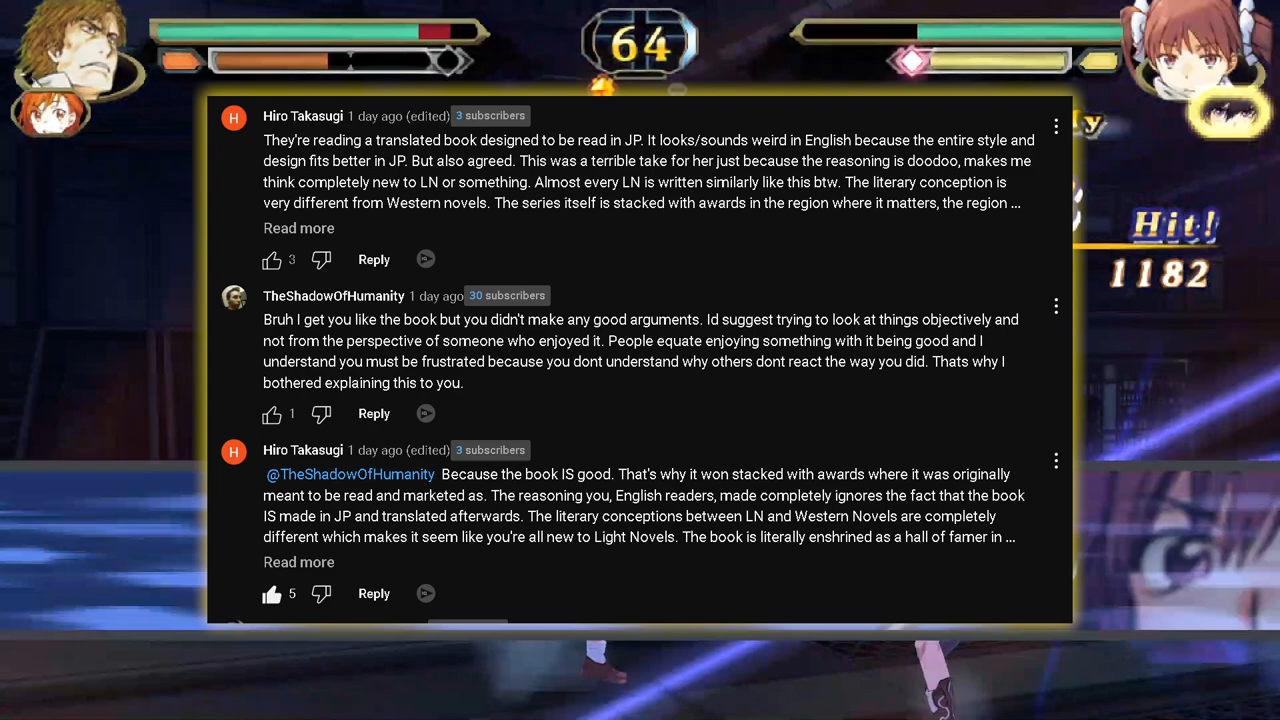 64
Hiro Takasugi 1 day ago (edited) 3 subscribers
They're reading a translated book designed to be read in JP. It looks/sounds weird in English because the entire style and
design fits better in JP. But also agreed. This was a terrible take for her just because the reasoning is doodoo, makes me
think completely new to LN or something. Almost every LN is written similarly like this btw. The literary conception is
very different from Western novels. The series itself is stacked with awards in the region where it matters, the region ...
Read more
3 Reply
Hit!
1182
TheShadowOfHumanity 1 day ago 30 subscribers
Bruh I get you like the book but you didn't make any good arguments. Id suggest trying to look at things objectively and
not from the perspective of someone who enjoyed it. People equate enjoying something with it being good and I
understand you must be frustrated because you dont understand why others dont react the way you did. Thats why I
bothered explaining this to you.
1 Reply
H
Hiro Takasugi 1 day ago (edited) 3 subscribers
@TheShadowOfHumanity Because the book IS good. That's why it won stacked with awards where it was originally
meant to be read and marketed as. The reasoning you, English readers, made completely ignores the fact that the book
IS made in JP and translated afterwards. The literary conceptions between LN and Western Novels are completely
different which makes it seem like you're all new to Light Novels. The book is literally enshrined as a hall of famer in ...
Read more
5 Reply